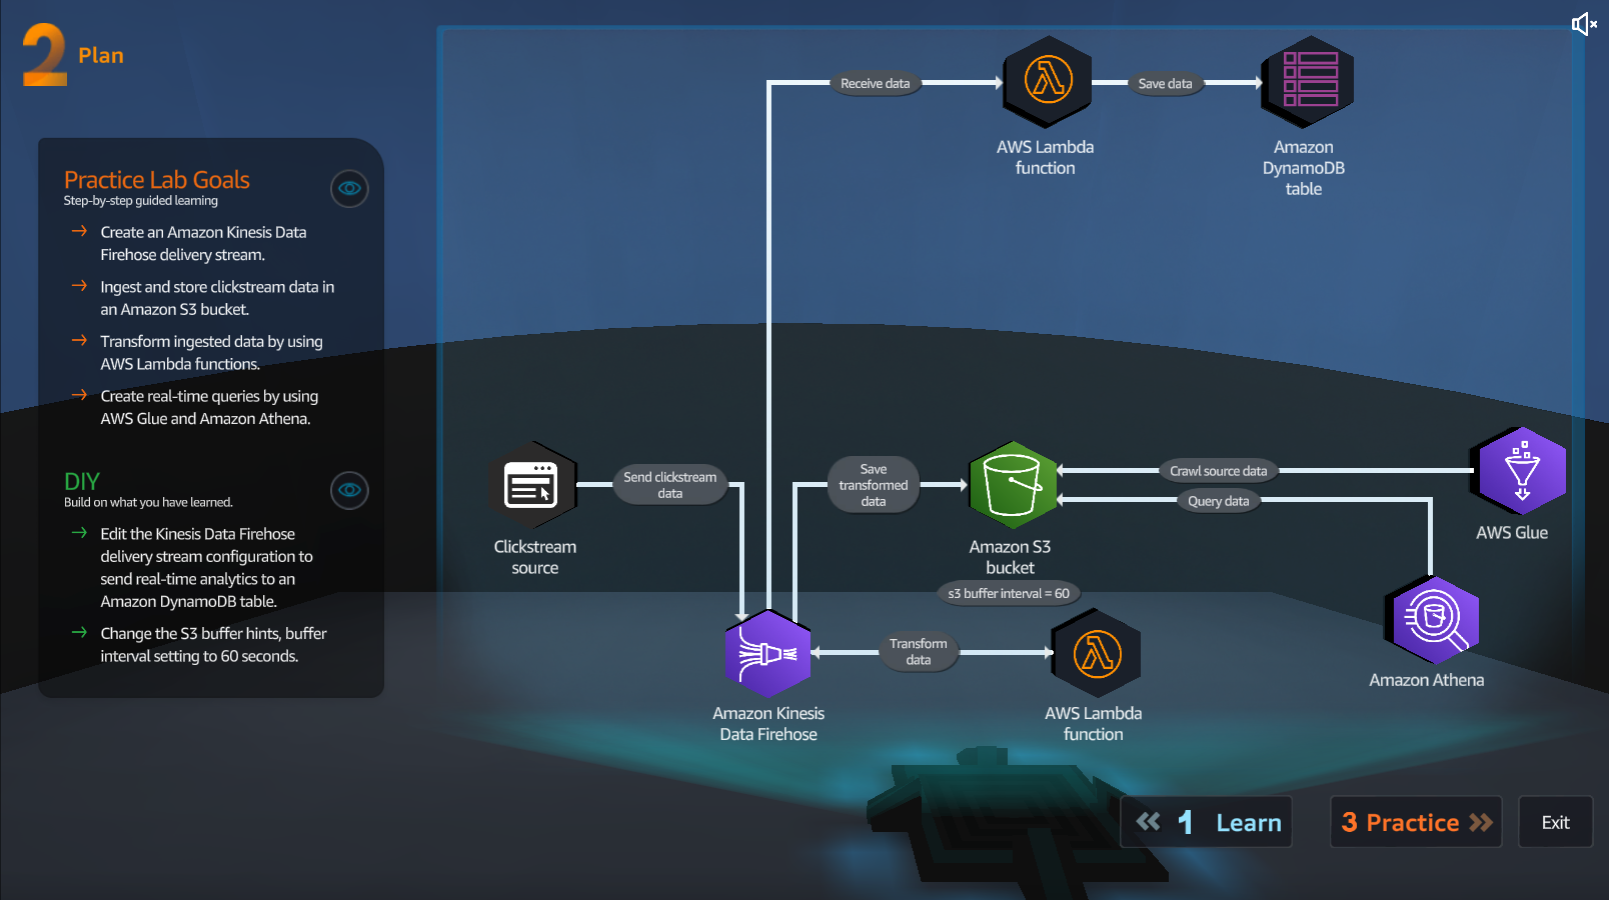 2 Plan
Practice Lab Goals
Step-by-step guided learning
Create an Amazon Kinesis Data
Firehose delivery stream.
Ingest and store clickstream data in
an Amazon S3 bucket.
Transform ingested data by using
AWS Lambda functions.
Create real-time queries by using
AWS Glue and Amazon Athena.
DIY
Build on what you have learned.
Edit the Kinesis Data Firehose
delivery stream configuration to
send real-time analytics to an
Amazon DynamoDB table.
Change the S3 buffer hints, buffer
interval setting to 60 seconds.
Receive data
Save data
AWS Lambda
function
Amazon
DynamoDB
table
Send clickstream
data
Save
transformed
data
Crawl source data
Query data
Clickstream
source
Amazon S3
bucket
s3 buffer interval = 60
AWS Glue
Transform
data
Amazon Kinesis
Data Firehose
AWS Lambda
function
Amazon Athena
1 Learn
3 Practice
Exit